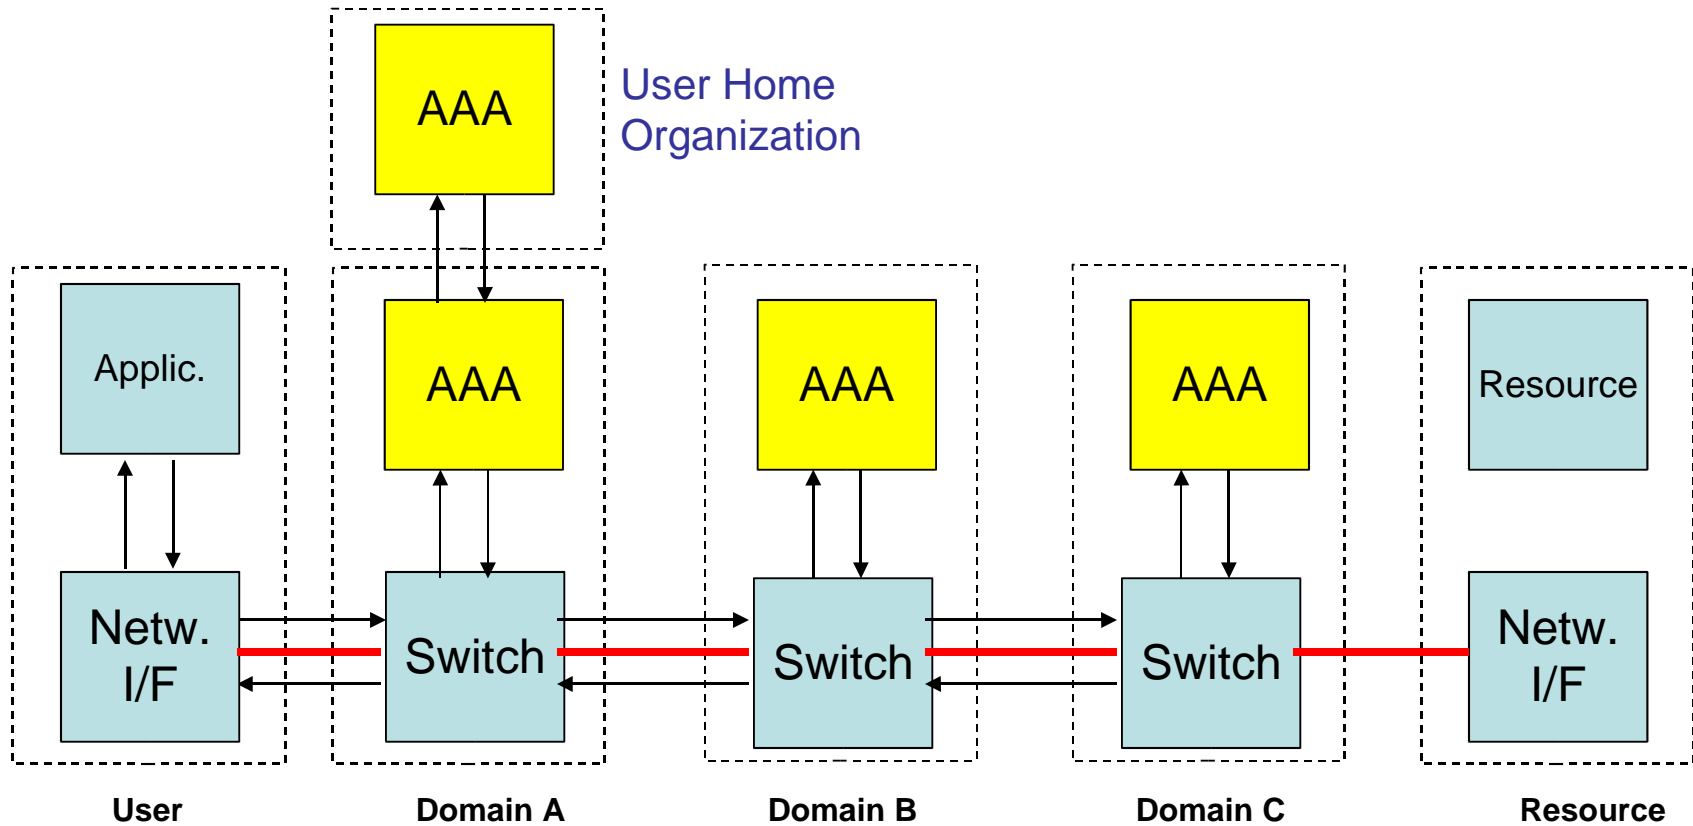 AAA
User Home
Organization
Applic.
AAA
AAA
AAA
Resource
Netw.
I/F
Switch
Switch
Switch
Netw.
I/F
User
Domain A
Domain B
Domain C
Resource